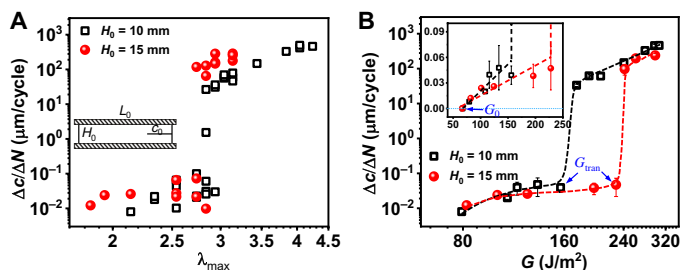 A
H₀ = 10 mm
H₀ = 15 mm
10³
10²
10¹
10⁰
10⁻¹
10⁻²
Δc/ΔN (μm/cycle)
L₀
H₀
c₀
2
2.5
3
3.5
4
4.5
λmax
B
10³
10²
10¹
10⁰
10⁻¹
10⁻²
Δc/ΔN (μm/cycle)
0.09
0.06
0.03
0.00
50
100
150
200
250
G₀
Gtran
H₀ = 10 mm
H₀ = 15 mm
80
160
240
320
G (J/m²)